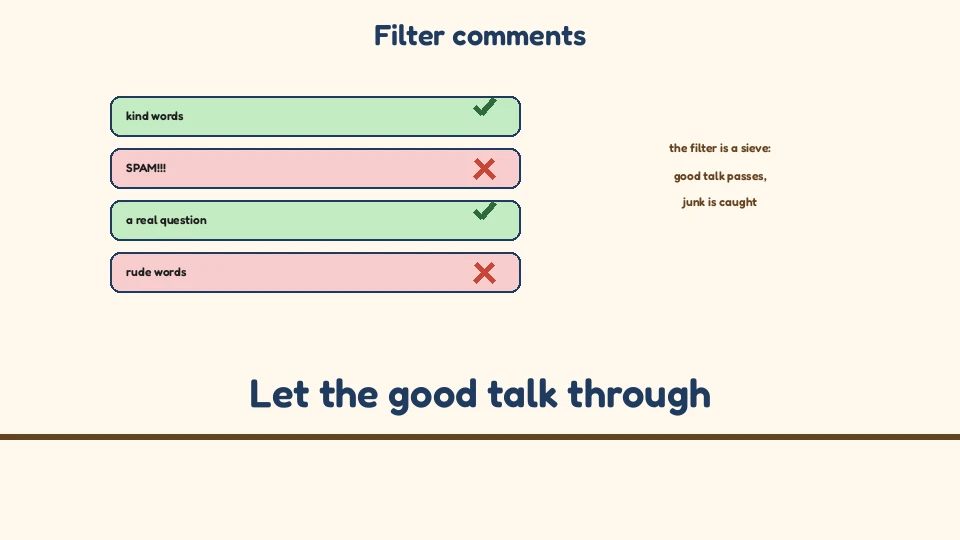 Filter comments
kind words
SPAM!!!
a real question
rude words
the filter is a sieve:
good talk passes,
junk is caught
Let the good talk through